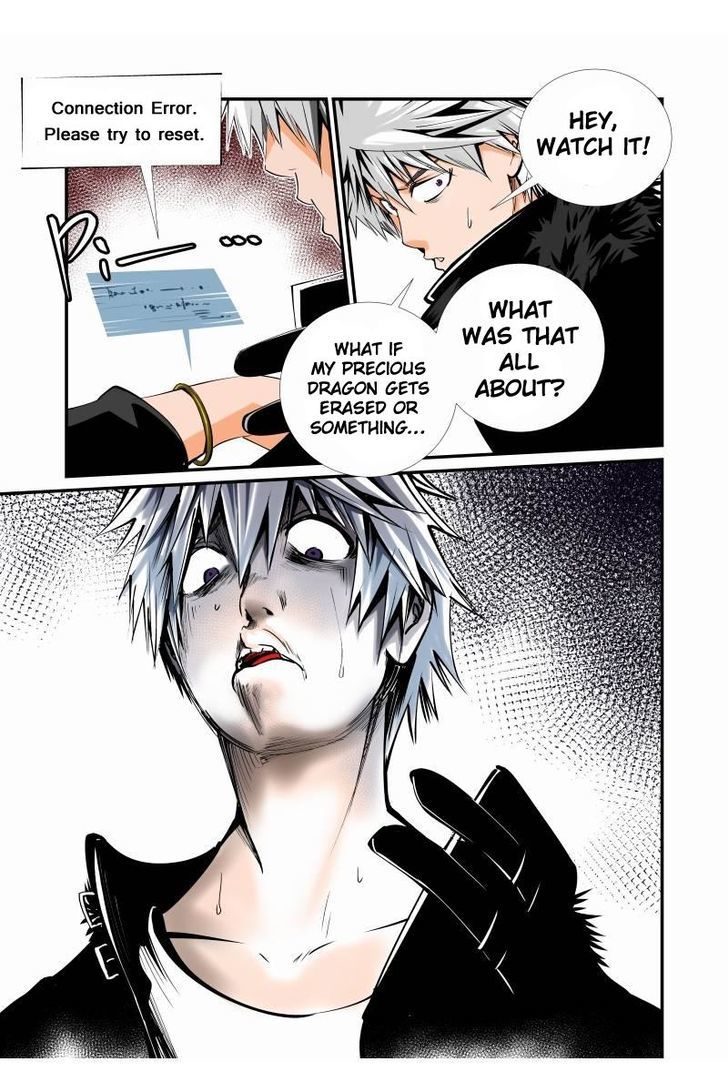 Connection Error.
Please try to reset.
HEY,
WATCH IT!
Pi—
WHAT
WAS THAT
ALL
ABOUT?
WHAT IF
MY PRECIOUS
DRAGON GETS
ERASED OR
SOMETHING...